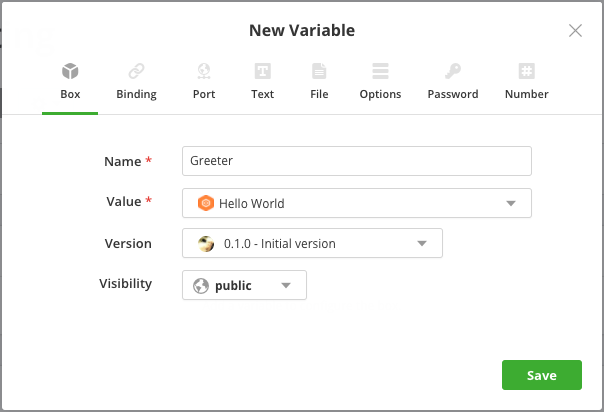 New Variable
Box Binding Port Text File Options Password Number
Name *
Greeter
Value *
Hello World
Version
0.1.0 - Initial version
Visibility
public
Save